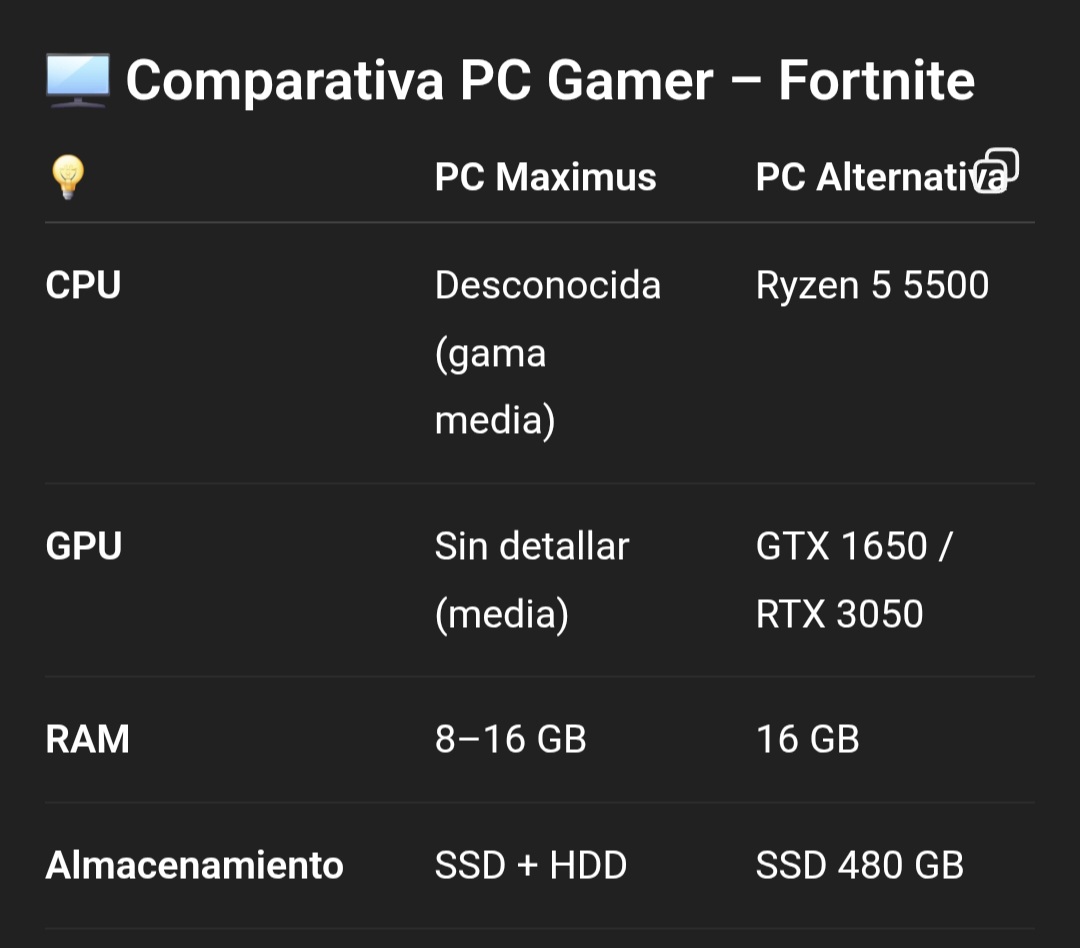 Comparativa PC Gamer – Fortnite
PC Maximus PC Alternativa
CPU Desconocida Ryzen 5 5500
(gama
media)
GPU Sin detallar GTX 1650 /
(media) RTX 3050
RAM 8–16 GB 16 GB
Almacenamiento SSD + HDD SSD 480 GB